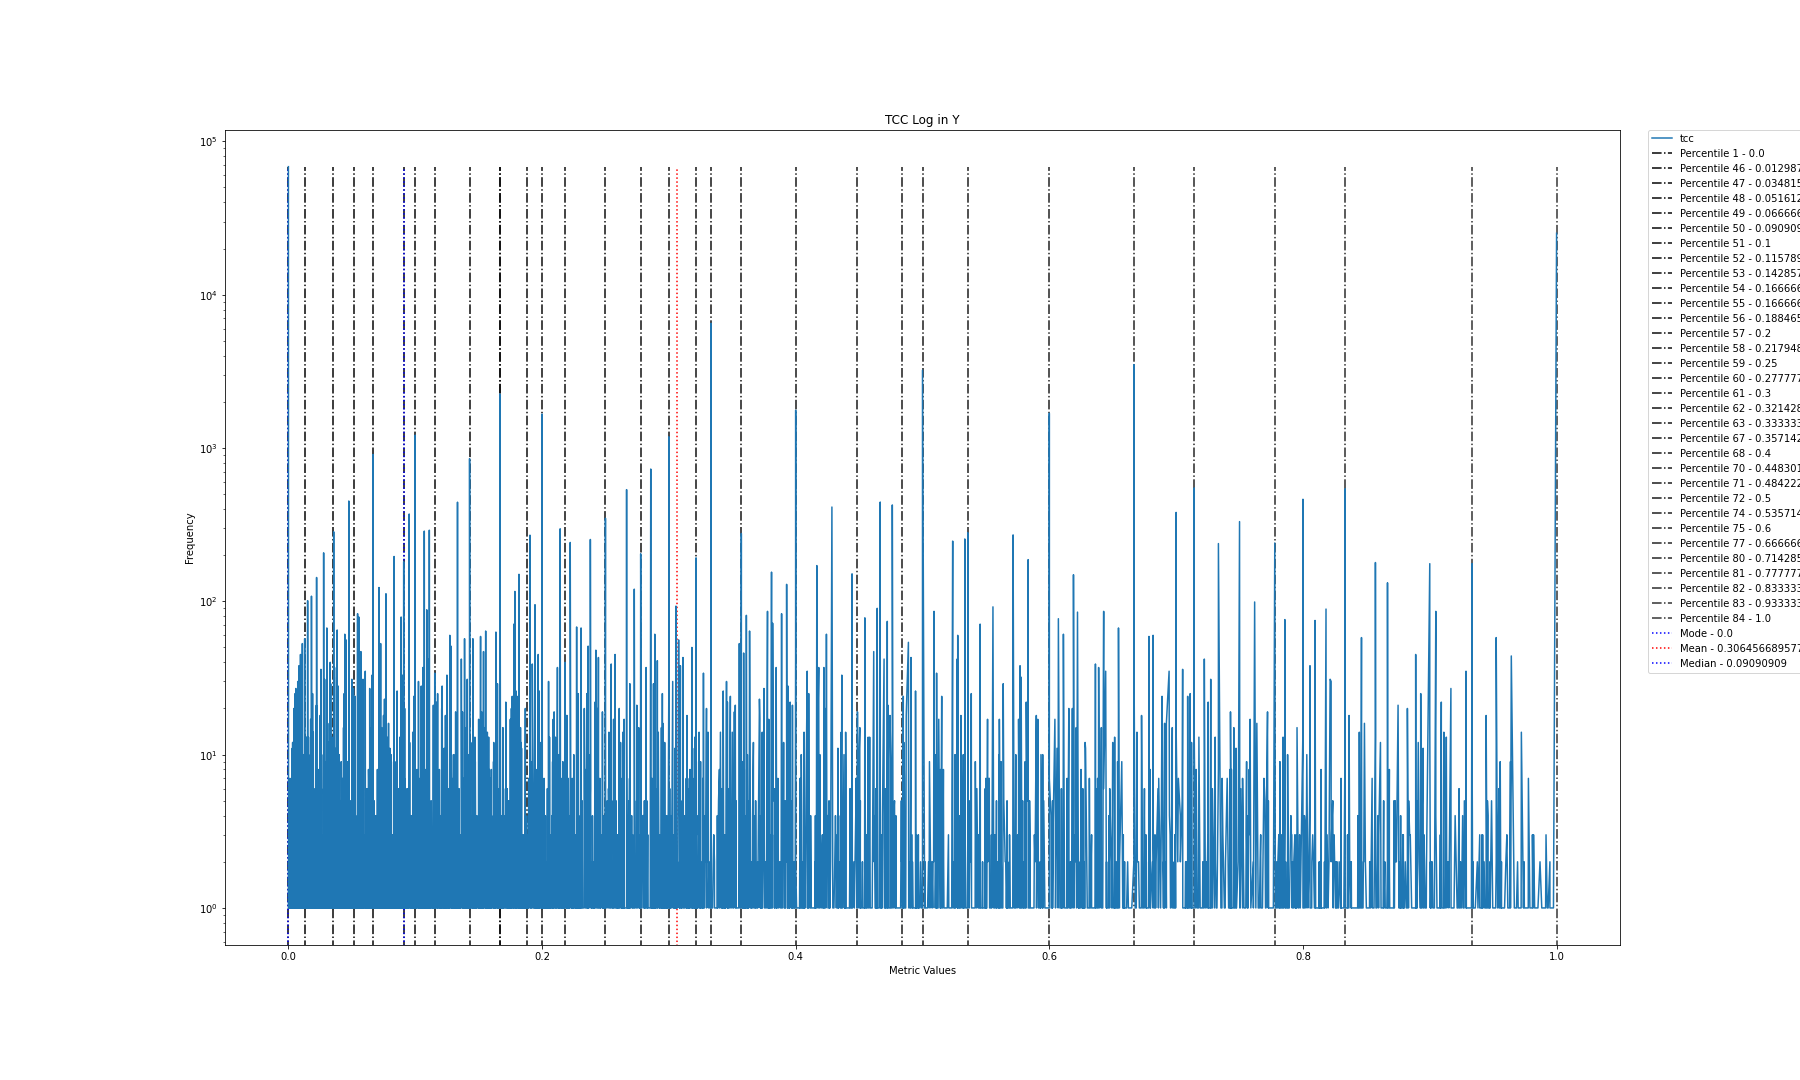 TCC Log in Y
10^5
10^4
10^3
10^2
10^1
10^0
Frequency
0.0 0.2 0.4 0.6 0.8 1.0
Metric Values
tcc
Percentile 1 - 0.0
Percentile 46 - 0.012987
Percentile 47 - 0.034815
Percentile 48 - 0.051612
Percentile 49 - 0.066666
Percentile 50 - 0.090909
Percentile 51 - 0.1
Percentile 52 - 0.115789
Percentile 53 - 0.142857
Percentile 54 - 0.166666
Percentile 55 - 0.166666
Percentile 56 - 0.188465
Percentile 57 - 0.2
Percentile 58 - 0.217948
Percentile 59 - 0.25
Percentile 60 - 0.277777
Percentile 61 - 0.3
Percentile 62 - 0.321428
Percentile 63 - 0.333333
Percentile 67 - 0.357142
Percentile 68 - 0.4
Percentile 70 - 0.448301
Percentile 71 - 0.484222
Percentile 72 - 0.5
Percentile 74 - 0.535714
Percentile 75 - 0.6
Percentile 77 - 0.666666
Percentile 80 - 0.714285
Percentile 81 - 0.777777
Percentile 82 - 0.833333
Percentile 83 - 0.933333
Percentile 84 - 1.0
Mode - 0.0
Mean - 0.306456689577
Median - 0.09090909